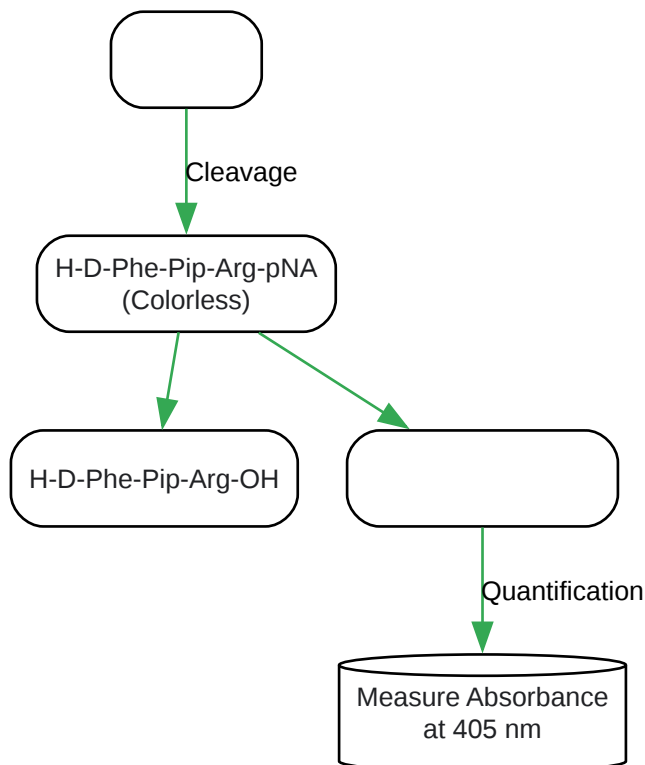 Cleavage
H-D-Phe-Pip-Arg-pNA
(Colorless)
H-D-Phe-Pip-Arg-OH
Quantification
Measure Absorbance
at 405 nm